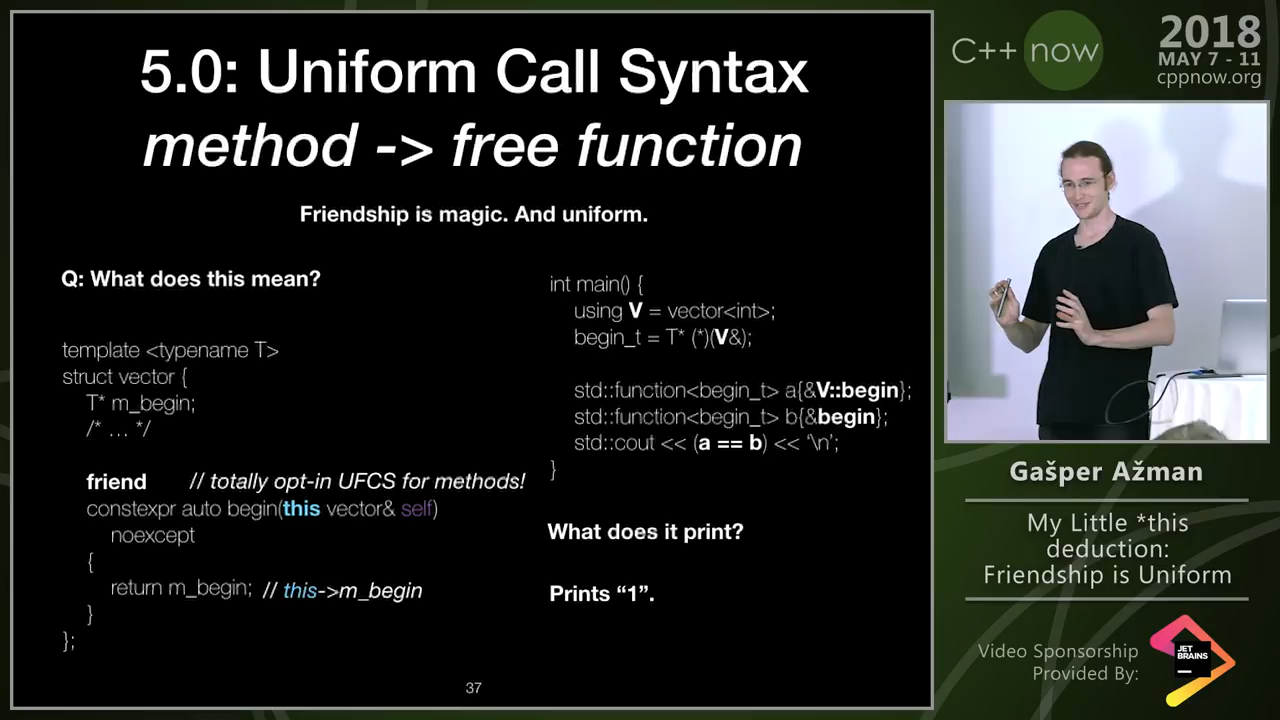 5.0: Uniform Call Syntax
method -> free function
Friendship is magic. And uniform.
Q: What does this mean?
template <typename T>
struct vector {
T* m_begin;
/* … */
friend // totally opt-in UFCS for methods!
constexpr auto begin(this vector& self)
noexcept
{
return m_begin; // this->m_begin
}
};
int main() {
using V = vector<int>;
begin_t = T* (*)(V&);
std::function<begin_t> a{&V::begin};
std::function<begin_t> b{&begin};
std::cout << (a == b) << '\n';
}
What does it print?
Prints “1”.
37
C++ now
2018
MAY 7 - 11
cppnow.org
Gašper Ažman
My Little *this
deduction:
Friendship is Uniform
Video Sponsorship
Provided By:
JET
BRAINS